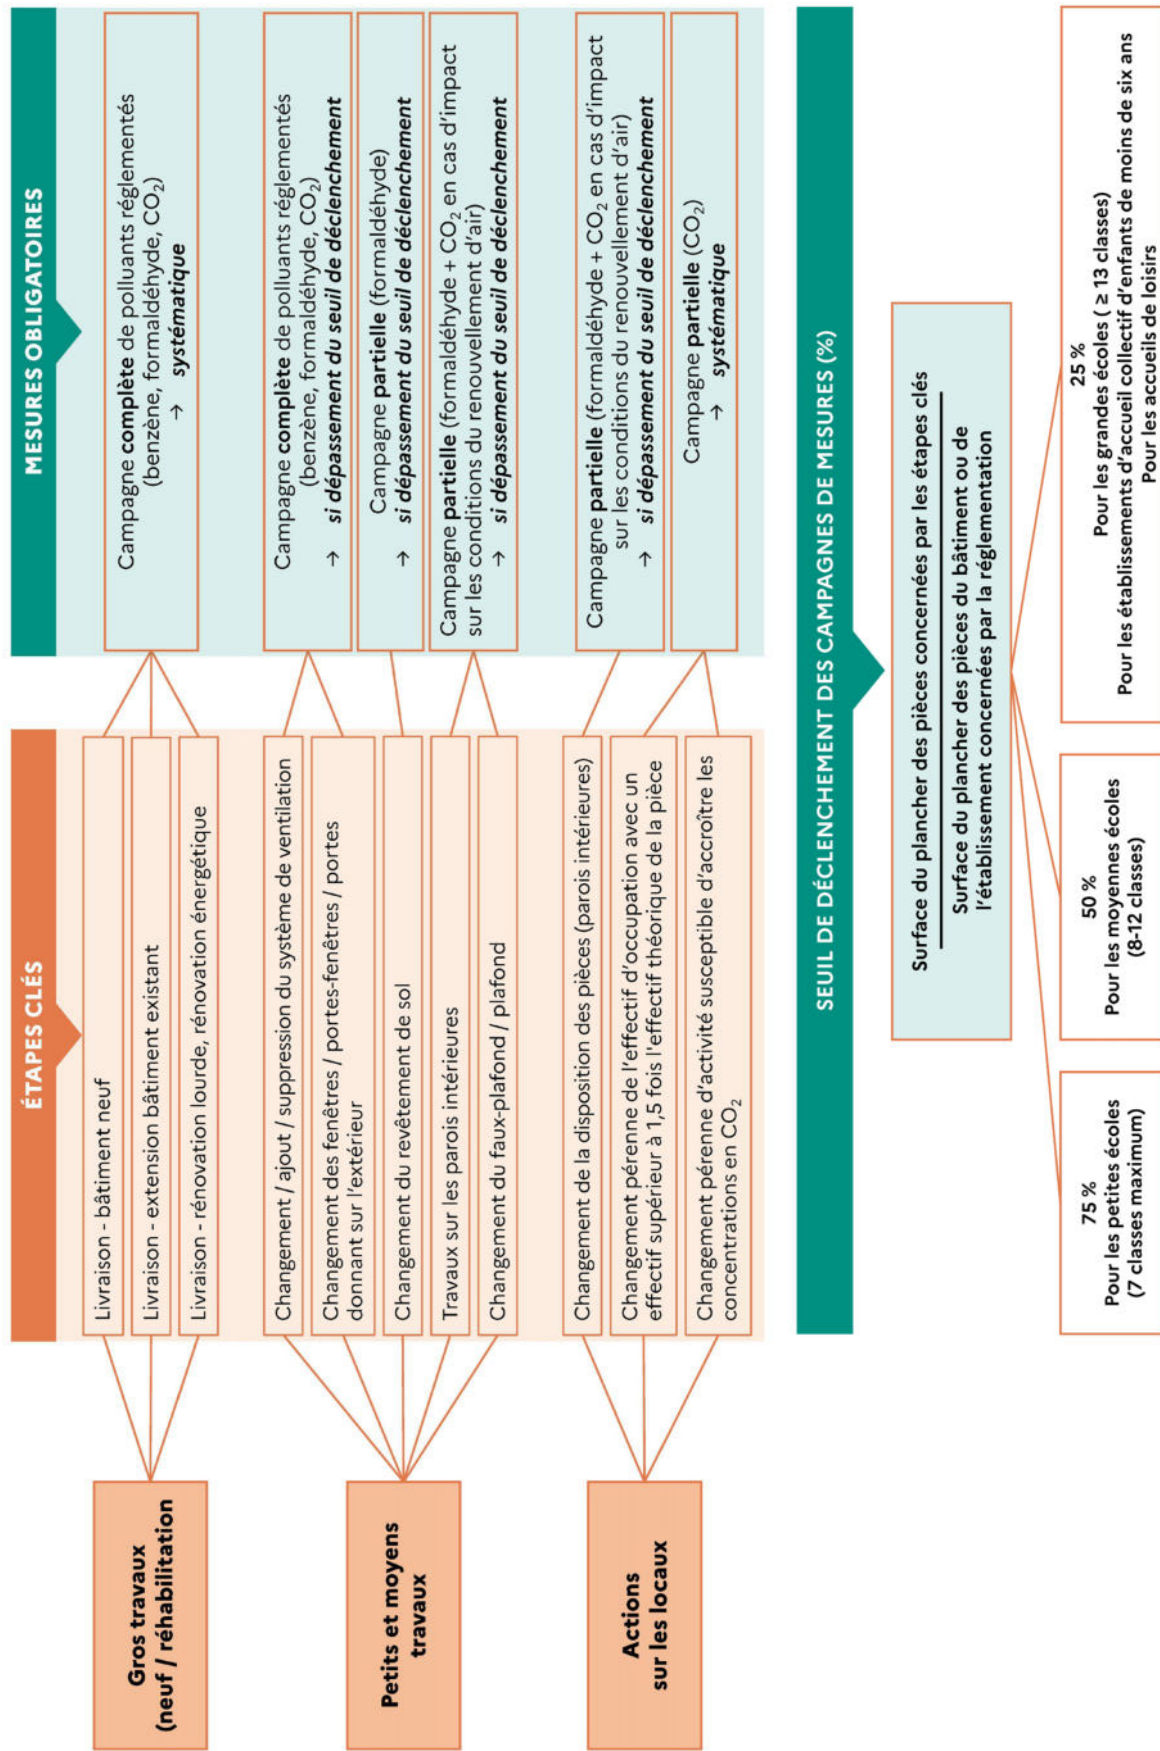 ÉTAPES CLÉS
MESURES OBLIGATOIRES
Gros travaux
(neuf / réhabilitation)
Livraison - bâtiment neuf
Livraison - extension bâtiment existant
Livraison - rénovation lourde, rénovation énergétique
Campagne complète de polluants réglementés
(benzène, formaldéhyde, CO₂)
→ systématique
Petits et moyens
travaux
Changement / ajout / suppression du système de ventilation
Changement des fenêtres / portes-fenêtres / portes
donnant sur l'extérieur
Changement du revêtement de sol
Travaux sur les parois intérieures
Changement du faux-plafond / plafond
Campagne complète de polluants réglementés
(benzène, formaldéhyde, CO₂)
→ si dépassement du seuil de déclenchement
Campagne partielle (formaldéhyde)
→ si dépassement du seuil de déclenchement
Campagne partielle (formaldéhyde + CO₂ en cas d'impact
sur les conditions du renouvellement d'air)
→ si dépassement du seuil de déclenchement
Actions
sur les locaux
Changement de la disposition des pièces (parois intérieures)
Changement pérenne de l'effectif d'occupation avec un
effectif supérieur à 1,5 fois l'effectif théorique de la pièce
Changement pérenne d'activité susceptible d'accroître les
concentrations en CO₂
Campagne partielle (formaldéhyde + CO₂ en cas d'impact
sur les conditions du renouvellement d'air)
→ si dépassement du seuil de déclenchement
Campagne partielle (CO₂)
→ systématique
SEUIL DE DÉCLENCHEMENT DES CAMPAGNES DE MESURES (%)
Surface du plancher des pièces concernées par les étapes clés
Surface du plancher des pièces du bâtiment ou de
l'établissement concernées par la réglementation
75 %
Pour les petites écoles
(7 classes maximum)
50 %
Pour les moyennes écoles
(8-12 classes)
25 %
Pour les grandes écoles ( ≥ 13 classes)
Pour les établissements d'accueil collectif d'enfants de moins de six ans
Pour les accueils de loisirs